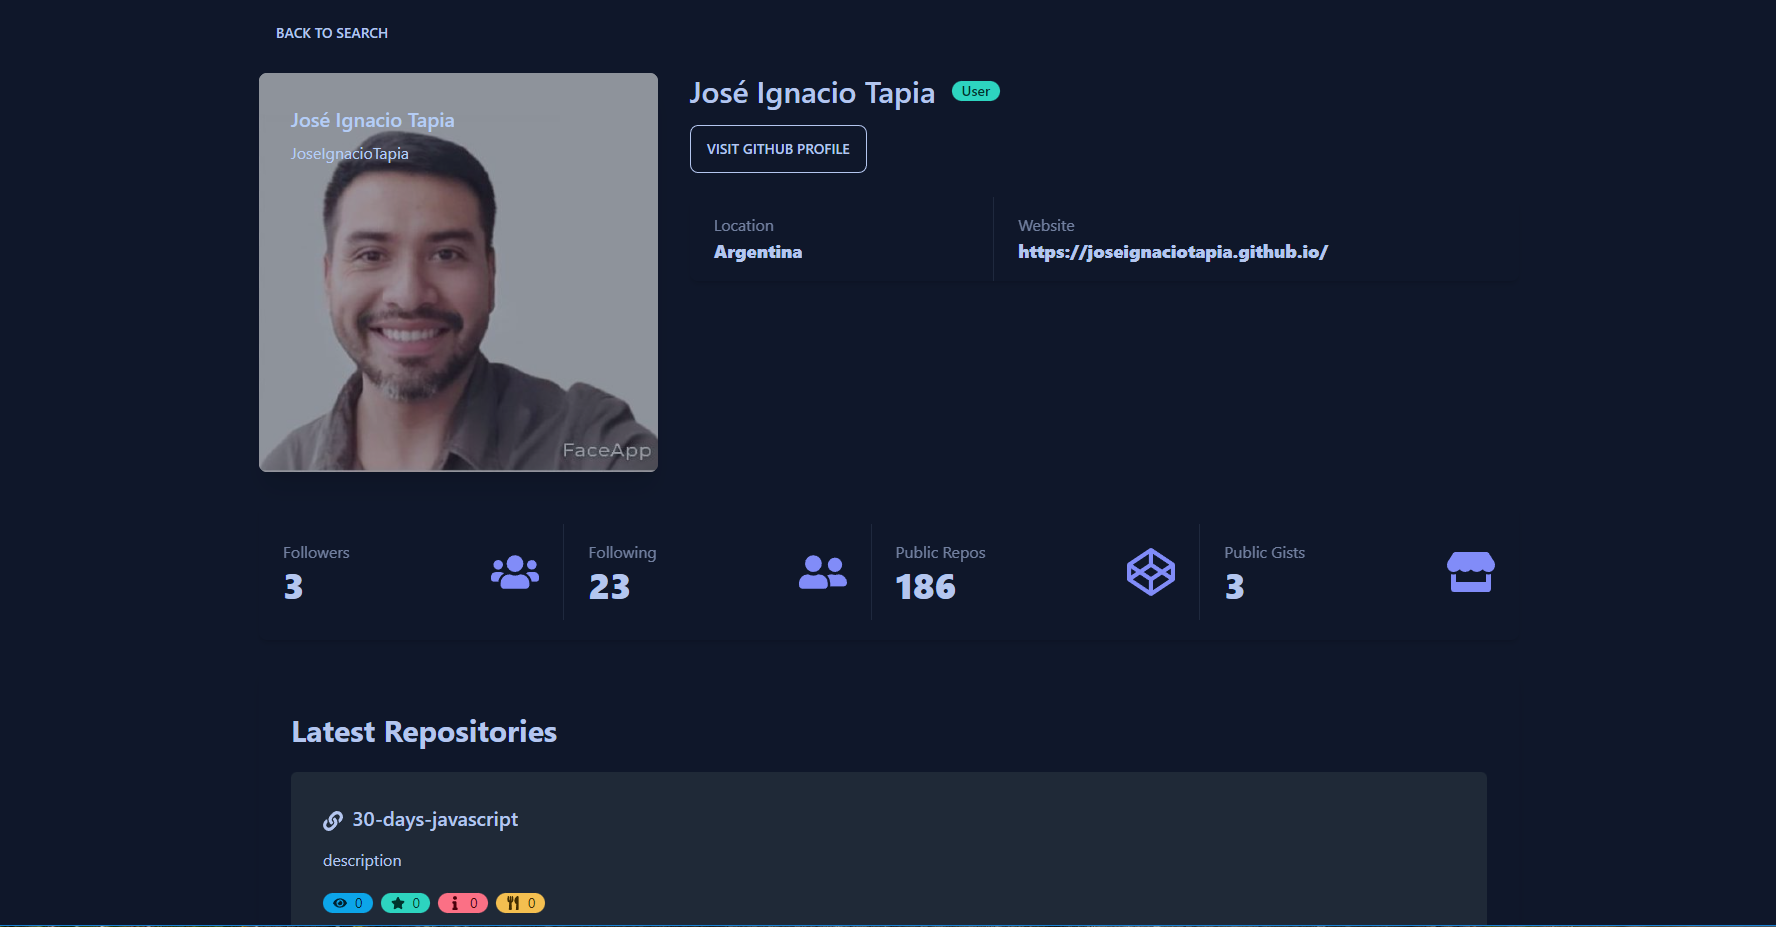 BACK TO SEARCH
José Ignacio Tapia
JoseIgnacioTapia
FaceApp
José Ignacio Tapia User
VISIT GITHUB PROFILE
Location
Argentina
Website
https://joseignaciotapia.github.io/
Followers
3
Following
23
Public Repos
186
Public Gists
3
Latest Repositories
30-days-javascript
description
0 0 0 0